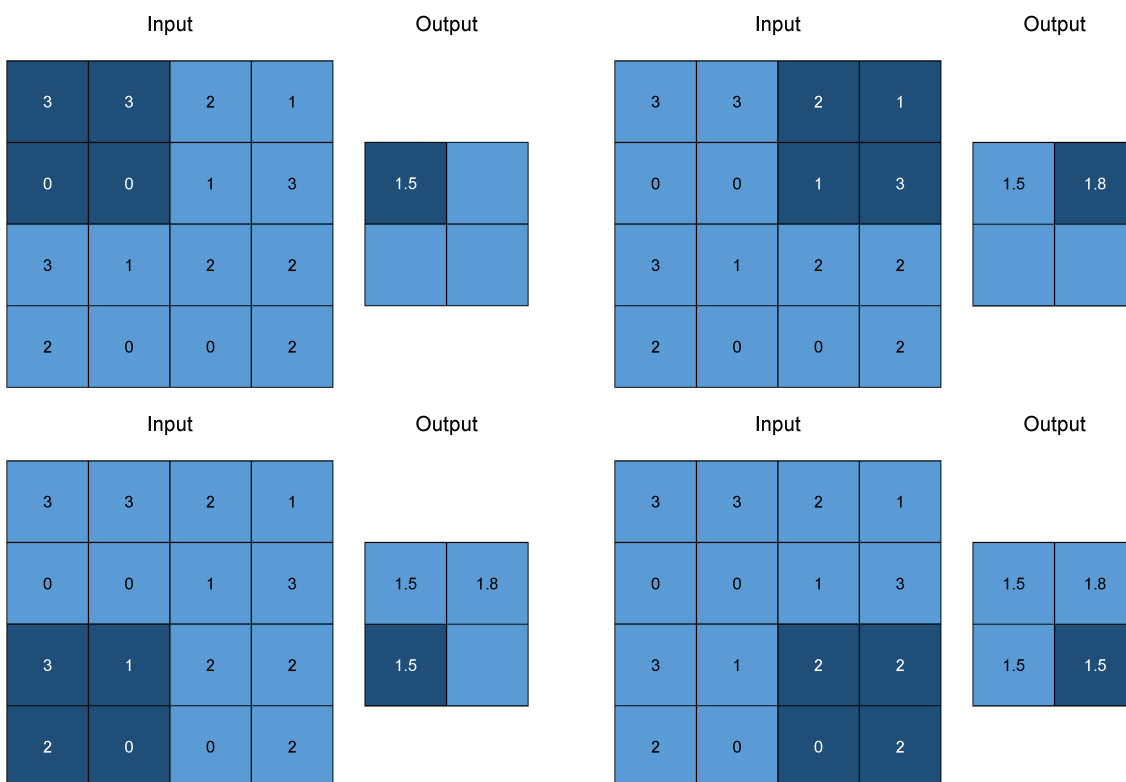 Input Output Input Output
3 3 2 1 3 3 2 1
0 0 1 3 1.5 0 0 1 3 1.5 1.8
3 1 2 2 3 1 2 2
2 0 0 2 2 0 0 2
Input Output Input Output
3 3 2 1 3 3 2 1
0 0 1 3 1.5 1.8 0 0 1 3 1.5 1.8
3 1 2 2 1.5 3 1 2 2 1.5 1.5
2 0 0 2 2 0 0 2